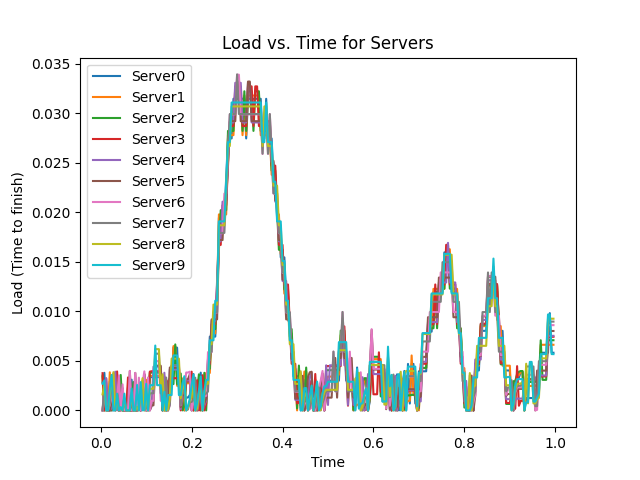 Load vs. Time for Servers
Load (Time to finish)
0.035
0.030
0.025
0.020
0.015
0.010
0.005
0.000
Server0
Server1
Server2
Server3
Server4
Server5
Server6
Server7
Server8
Server9
0.0 0.2 0.4 0.6 0.8 1.0
Time